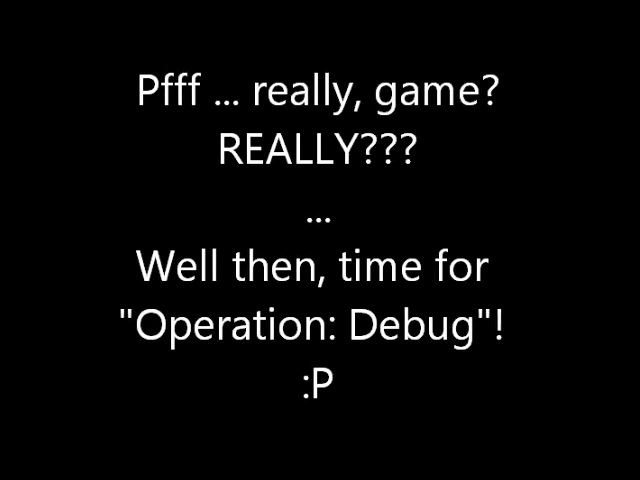 Pfff ... really, game?
REALLY???
...
Well then, time for
"Operation: Debug"!
:P